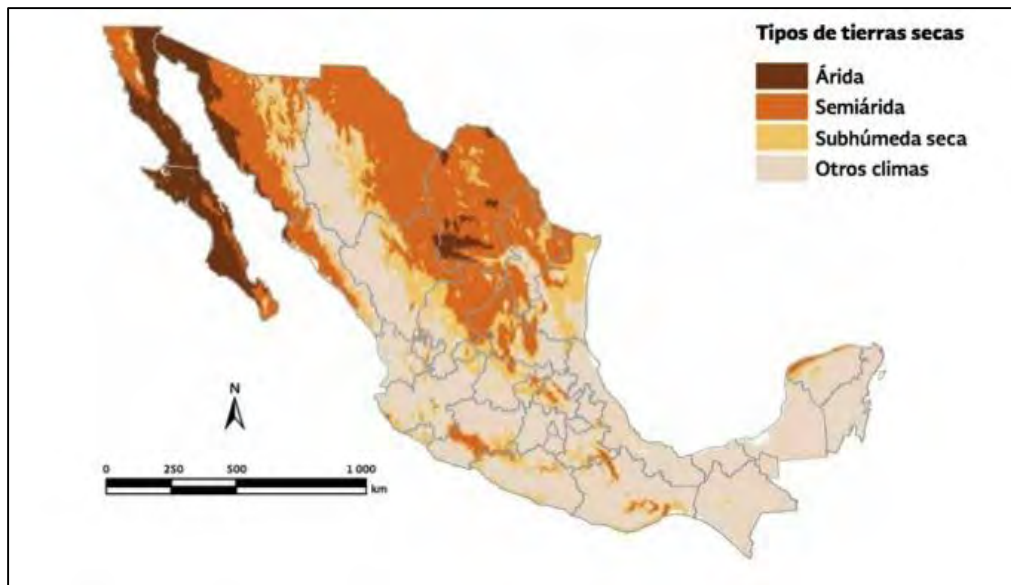 Tipos de tierras secas
Árida
Semiárida
Subhúmeda seca
Otros climas
N
0 250 500 1 000
km